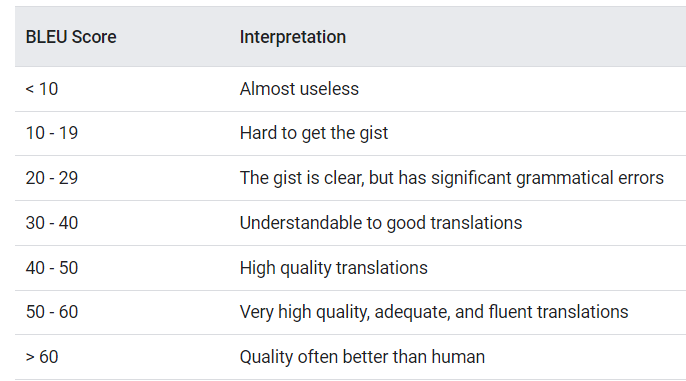 BLEU Score Interpretation
< 10 Almost useless
10 - 19 Hard to get the gist
20 - 29 The gist is clear, but has significant grammatical errors
30 - 40 Understandable to good translations
40 - 50 High quality translations
50 - 60 Very high quality, adequate, and fluent translations
> 60 Quality often better than human